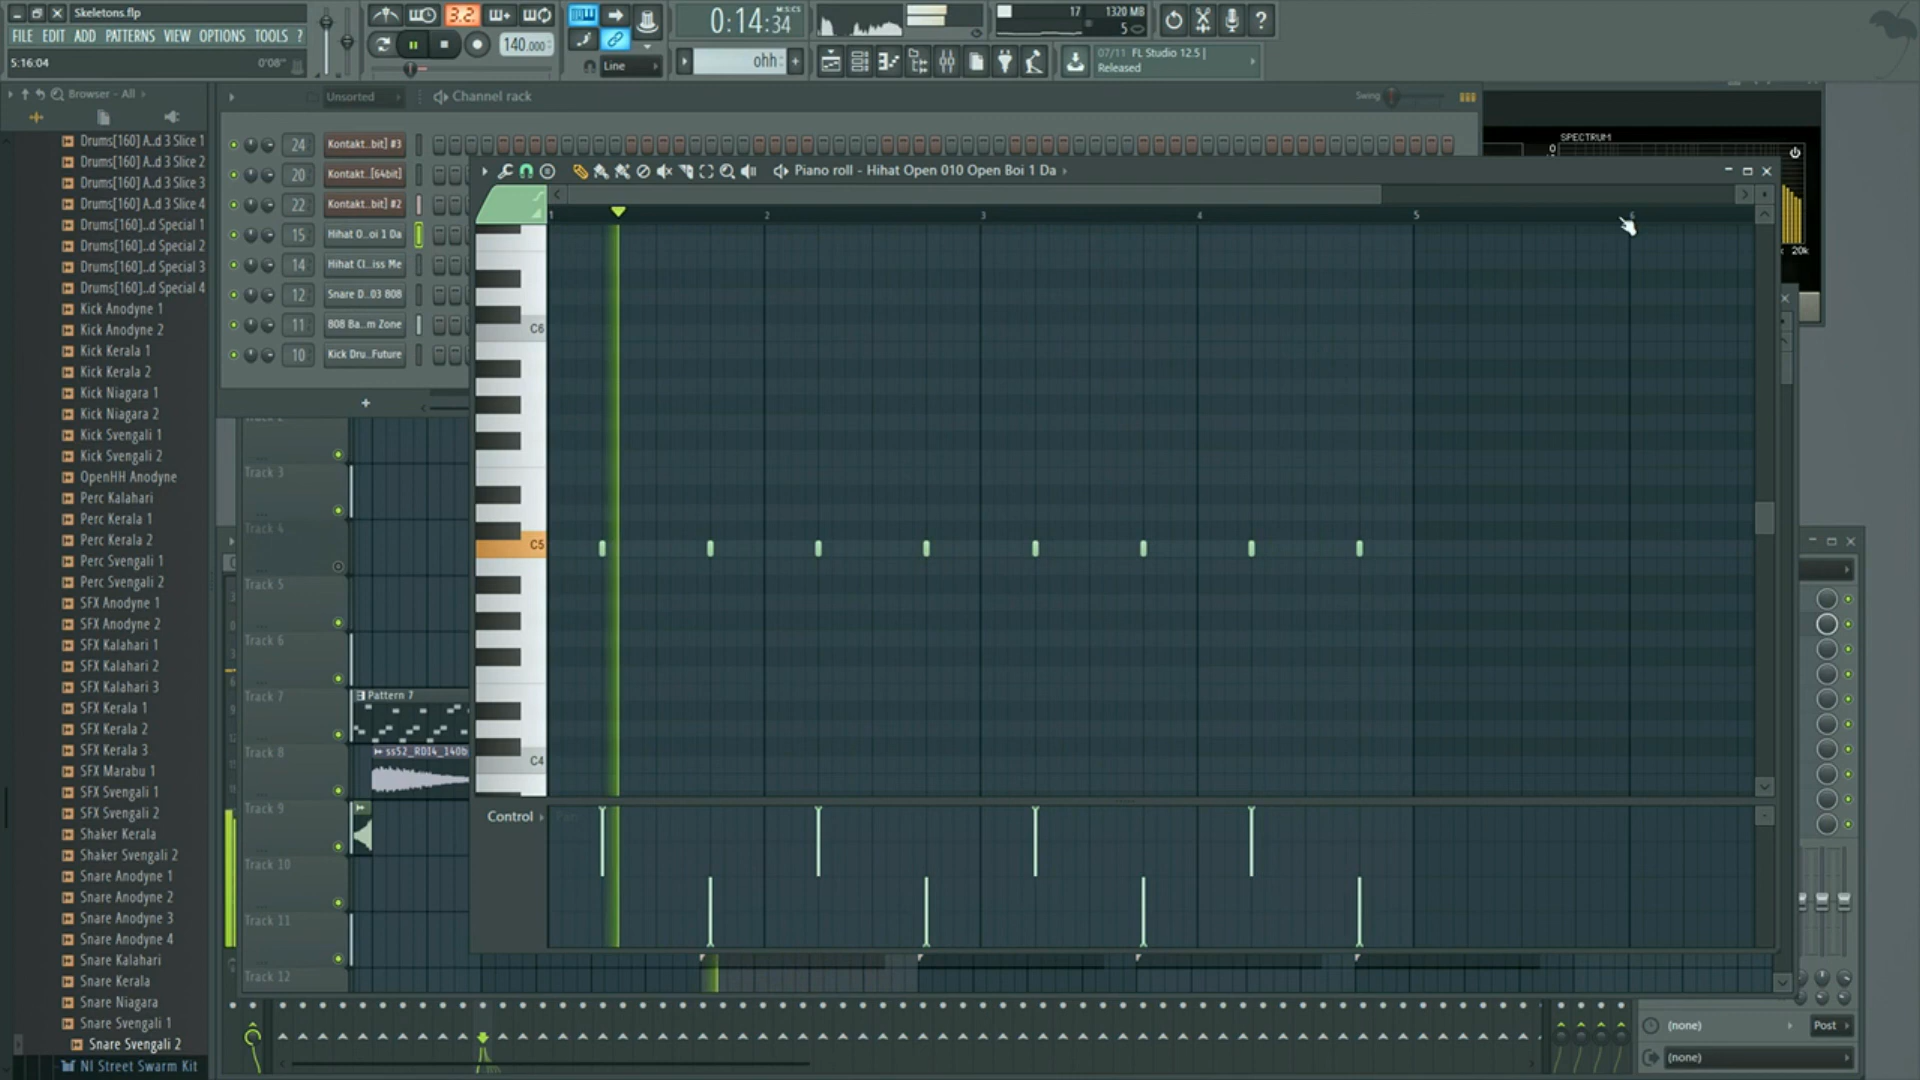 Skeletons.flp
FILE EDIT ADD PATTERNS VIEW OPTIONS TOOLS ?
5:16:04 0'08"
3.2
140.000
Line
0:14:34 M:S:CS
ohh
17 1320 MB
5
07/11 FL Studio 12.5 |
Released
Browser - All
Unsorted
Channel rack
Swing
Drums[160] A..d 3 Slice 1
Drums[160] A..d 3 Slice 2
Drums[160] A..d 3 Slice 3
Drums[160] A..d 3 Slice 4
Drums[160]..d Special 1
Drums[160]..d Special 2
Drums[160]..d Special 3
Drums[160]..d Special 4
Kick Anodyne 1
Kick Anodyne 2
Kick Kerala 1
Kick Kerala 2
Kick Niagara 1
Kick Niagara 2
Kick Svengali 1
Kick Svengali 2
OpenHH Anodyne
Perc Kalahari
Perc Kerala 1
Perc Kerala 2
Perc Svengali 1
Perc Svengali 2
SFX Anodyne 1
SFX Anodyne 2
SFX Kalahari 1
SFX Kalahari 2
SFX Kalahari 3
SFX Kerala 1
SFX Kerala 2
SFX Kerala 3
SFX Marabu 1
SFX Svengali 1
SFX Svengali 2
Shaker Kerala
Shaker Svengali 2
Snare Anodyne 1
Snare Anodyne 2
Snare Anodyne 3
Snare Anodyne 4
Snare Kalahari
Snare Kerala
Snare Niagara
Snare Svengali 1
Snare Svengali 2
NI Street Swarm Kit
24 Kontakt..bit] #3
20 Kontakt..[64bit]
22 Kontakt..bit] #2
15 Hihat O..oi 1 Da
14 Hihat Cl..iss Me
12 Snare D..03 808
11 808 Ba..m Zone
10 Kick Dru..Future
+
Piano roll - Hihat Open 010 Open Boi 1 Da
1 2 3 4 5 6
C6
C5
C4
Control Pan
SPECTRUM
0
20k
Track 3
Track 4
Track 5
Track 6
Track 7
Pattern 7
Track 8
Track 9
Track 10
Track 11
Track 12
(none) Post
(none)